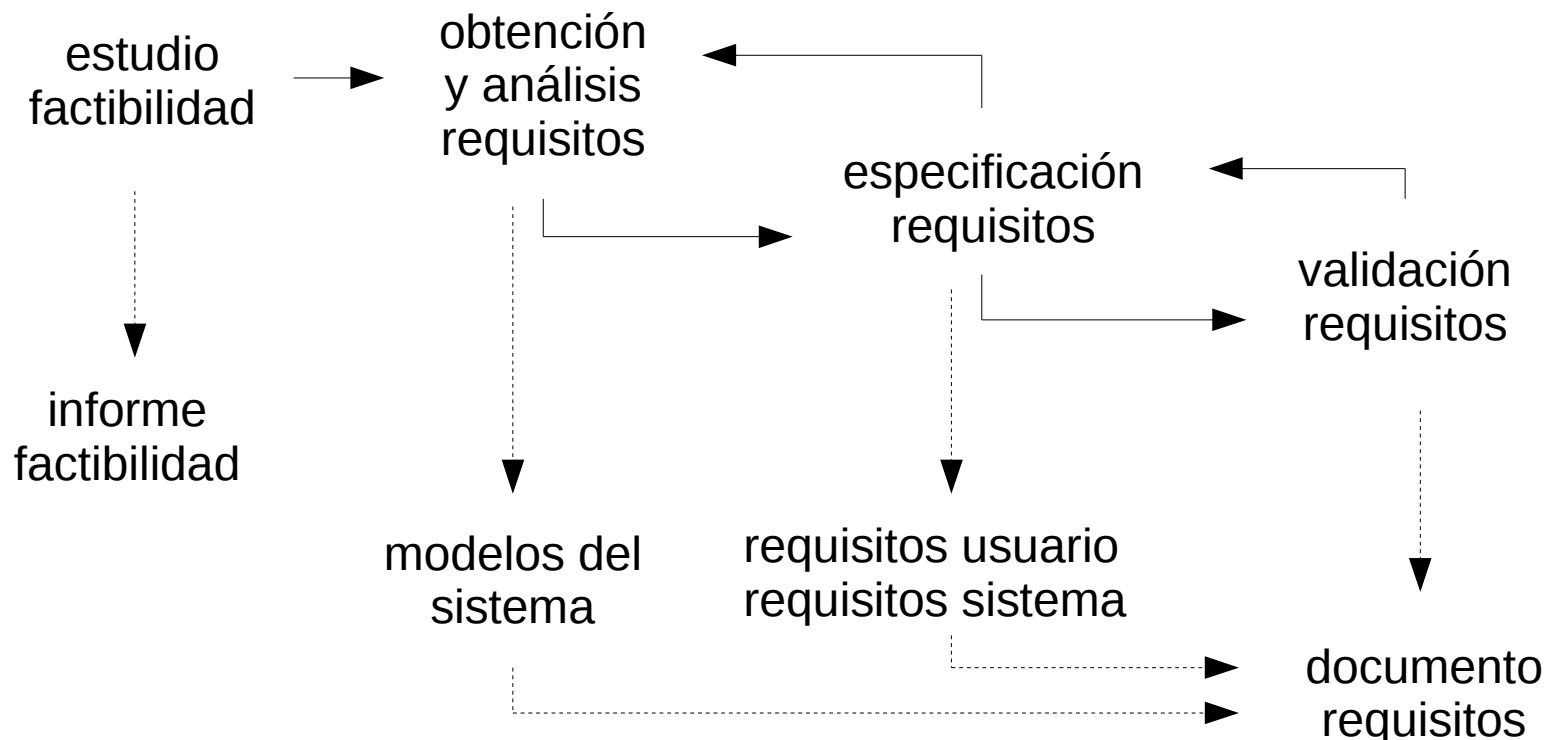 estudio
factibilidad
obtención
y análisis
requisitos
especificación
requisitos
validación
requisitos
informe
factibilidad
modelos del
sistema
requisitos usuario
requisitos sistema
documento
requisitos